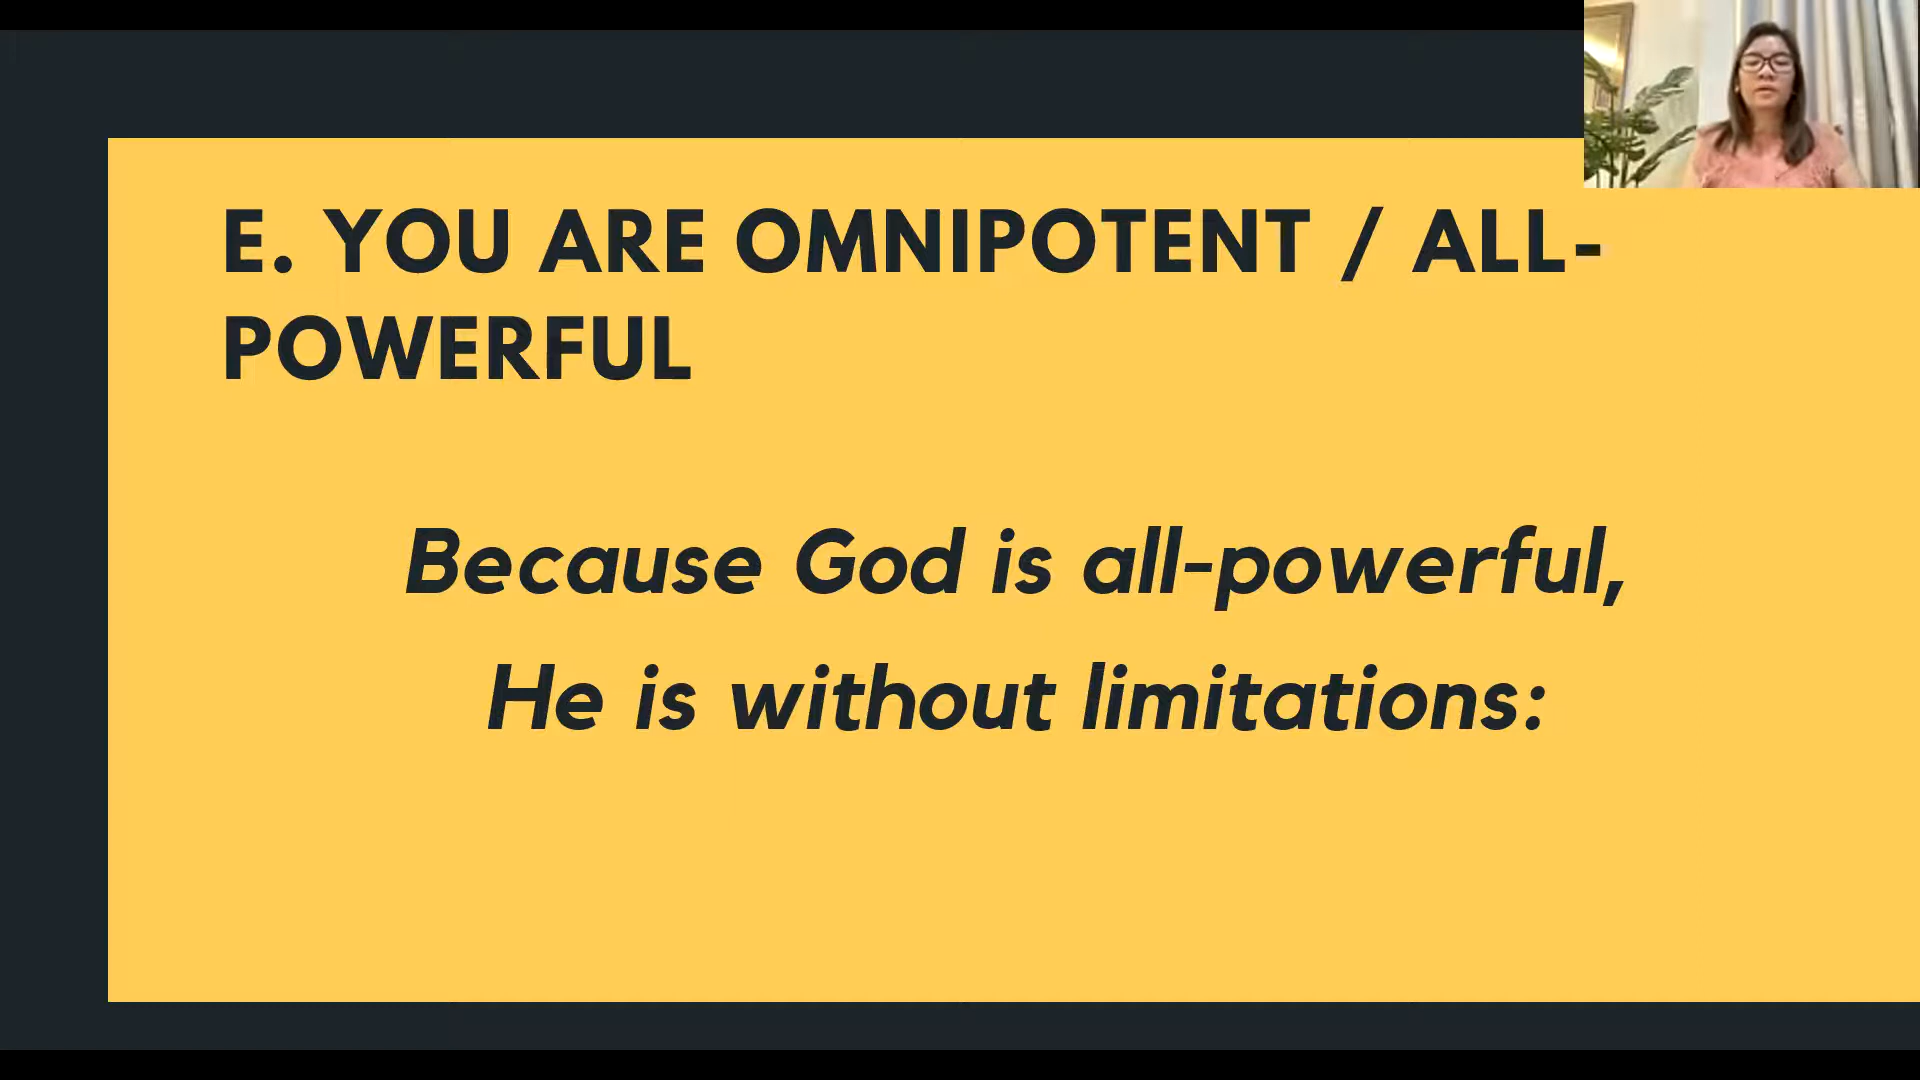 E. YOU ARE OMNIPOTENT / ALL-
POWERFUL
Because God is all-powerful,
He is without limitations: